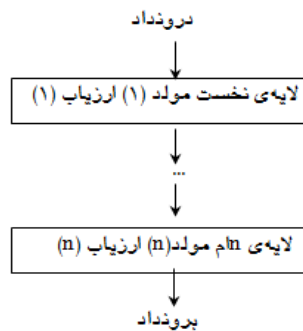 درونداد
لایه‌ی نخست مولد (۱) ارزیاب (۱)
...
لایه‌ی nام مولد(n) ارزیاب (n)
برونداد